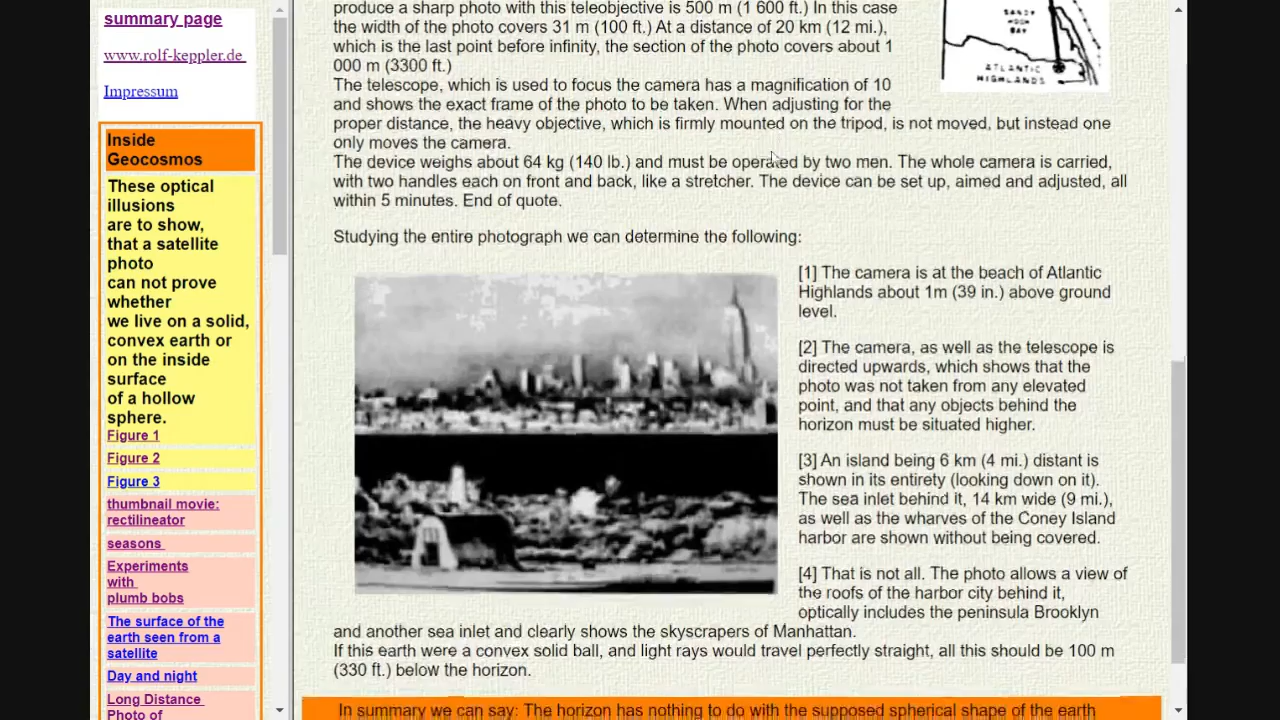 summary page
www.rolf-keppler.de
Impressum
Inside
Geocosmos
These optical
illusions
are to show,
that a satellite
photo
can not prove
whether
we live on a solid,
convex earth or
on the inside
surface
of a hollow
sphere.
Figure 1
Figure 2
Figure 3
thumbnail movie:
rectilineator
seasons
Experiments
with
plumb bobs
The surface of the
earth seen from a
satellite
Day and night
Long Distance
Photo of
produce a sharp photo with this teleobjective is 500 m (1 600 ft.) In this case
the width of the photo covers 31 m (100 ft.) At a distance of 20 km (12 mi.),
which is the last point before infinity, the section of the photo covers about 1
000 m (3300 ft.)
The telescope, which is used to focus the camera has a magnification of 10
and shows the exact frame of the photo to be taken. When adjusting for the
proper distance, the heavy objective, which is firmly mounted on the tripod, is not moved, but instead one
only moves the camera.
The device weighs about 64 kg (140 lb.) and must be operated by two men. The whole camera is carried,
with two handles each on front and back, like a stretcher. The device can be set up, aimed and adjusted, all
within 5 minutes. End of quote.
SANDY
HOOK
BAY
ATLANTIC
HIGHLANDS
Studying the entire photograph we can determine the following:
[1] The camera is at the beach of Atlantic
Highlands about 1m (39 in.) above ground
level.
[2] The camera, as well as the telescope is
directed upwards, which shows that the
photo was not taken from any elevated
point, and that any objects behind the
horizon must be situated higher.
[3] An island being 6 km (4 mi.) distant is
shown in its entirety (looking down on it).
The sea inlet behind it, 14 km wide (9 mi.),
as well as the wharves of the Coney Island
harbor are shown without being covered.
[4] That is not all. The photo allows a view of
the roofs of the harbor city behind it,
optically includes the peninsula Brooklyn
and another sea inlet and clearly shows the skyscrapers of Manhattan.
If this earth were a convex solid ball, and light rays would travel perfectly straight, all this should be 100 m
(330 ft.) below the horizon.
In summary we can say: The horizon has nothing to do with the supposed spherical shape of the earth